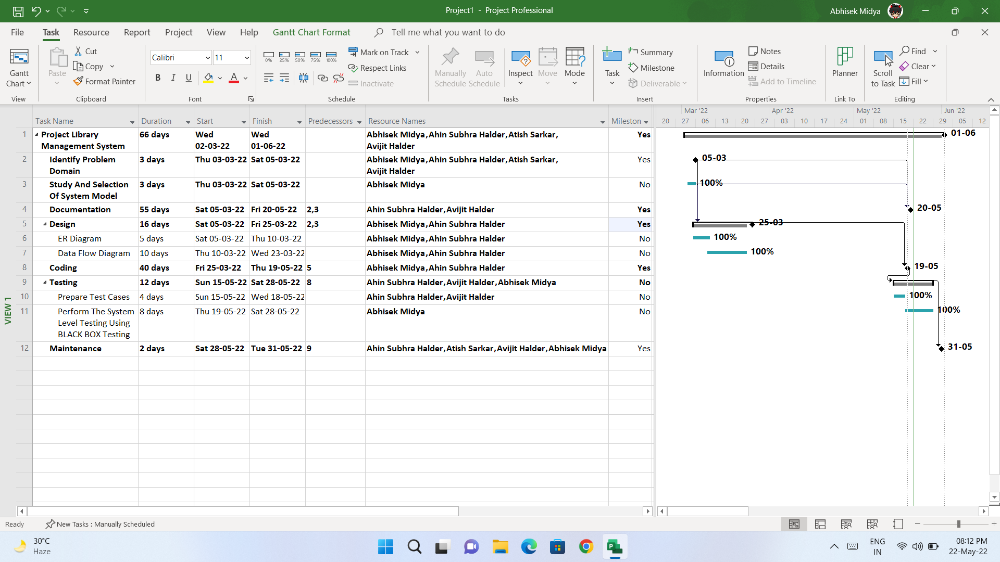 Project1 - Project Professional
Abhisek Midya
File Task Resource Report Project View Help Gantt Chart Format Tell me what you want to do
Gantt Chart
View
Paste
Cut
Copy
Format Painter
Clipboard
Calibri 11
B I U A
Font
0% 25% 50% 75% 100%
Mark on Track
Respect Links
Inactivate
Schedule
Manually Schedule
Auto Schedule
Inspect
Move
Mode
Tasks
Task
Summary
Milestone
Deliverable
Insert
Information
Notes
Details
Add to Timeline
Properties
Planner
Link To
Scroll to Task
Find
Clear
Fill
Editing
Task Name Duration Start Finish Predecessors Resource Names Mileston
1 Project Library Management System 66 days Wed 02-03-22 Wed 01-06-22 Abhisek Midya,Ahin Subhra Halder,Atish Sarkar,Avijit Halder Yes
2 Identify Problem Domain 3 days Thu 03-03-22 Sat 05-03-22 Abhisek Midya,Ahin Subhra Halder,Atish Sarkar,Avijit Halder Yes
3 Study And Selection Of System Model 3 days Thu 03-03-22 Sat 05-03-22 Abhisek Midya No
4 Documentation 55 days Sat 05-03-22 Fri 20-05-22 2,3 Ahin Subhra Halder,Avijit Halder Yes
5 Design 16 days Sat 05-03-22 Fri 25-03-22 2,3 Abhisek Midya,Ahin Subhra Halder Yes
6 ER Diagram 5 days Sat 05-03-22 Thu 10-03-22 Abhisek Midya,Ahin Subhra Halder No
7 Data Flow Diagram 10 days Thu 10-03-22 Wed 23-03-22 Abhisek Midya,Ahin Subhra Halder No
8 Coding 40 days Fri 25-03-22 Thu 19-05-22 5 Abhisek Midya,Ahin Subhra Halder Yes
9 Testing 12 days Sun 15-05-22 Sat 28-05-22 8 Ahin Subhra Halder,Avijit Halder,Abhisek Midya No
10 Prepare Test Cases 4 days Sun 15-05-22 Wed 18-05-22 Ahin Subhra Halder,Avijit Halder No
11 Perform The System Level Testing Using BLACK BOX Testing 8 days Thu 19-05-22 Sat 28-05-22 Abhisek Midya No
12 Maintenance 2 days Sat 28-05-22 Tue 31-05-22 9 Ahin Subhra Halder,Atish Sarkar,Avijit Halder,Abhisek Midya Yes
VIEW 1
Mar '22 Apr '22 May '22 Jun '22
20 27 06 13 20 27 03 10 17 24 01 08 15 22 29 05 12
01-06
05-03
100%
20-05
25-03
100%
100%
19-05
100%
100%
31-05
Ready New Tasks : Manually Scheduled
30°C
Haze
ENG
IN
08:12 PM
22-May-22